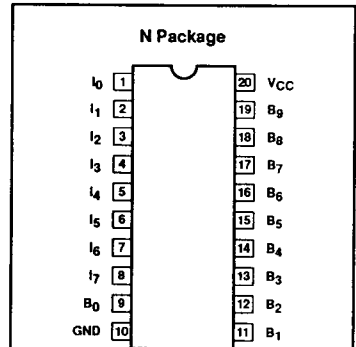 N Package
I0 1 20 VCC
I1 2 19 B9
I2 3 18 B8
I3 4 17 B7
I4 5 16 B6
I5 6 15 B5
I6 7 14 B4
I7 8 13 B3
B0 9 12 B2
GND 10 11 B1